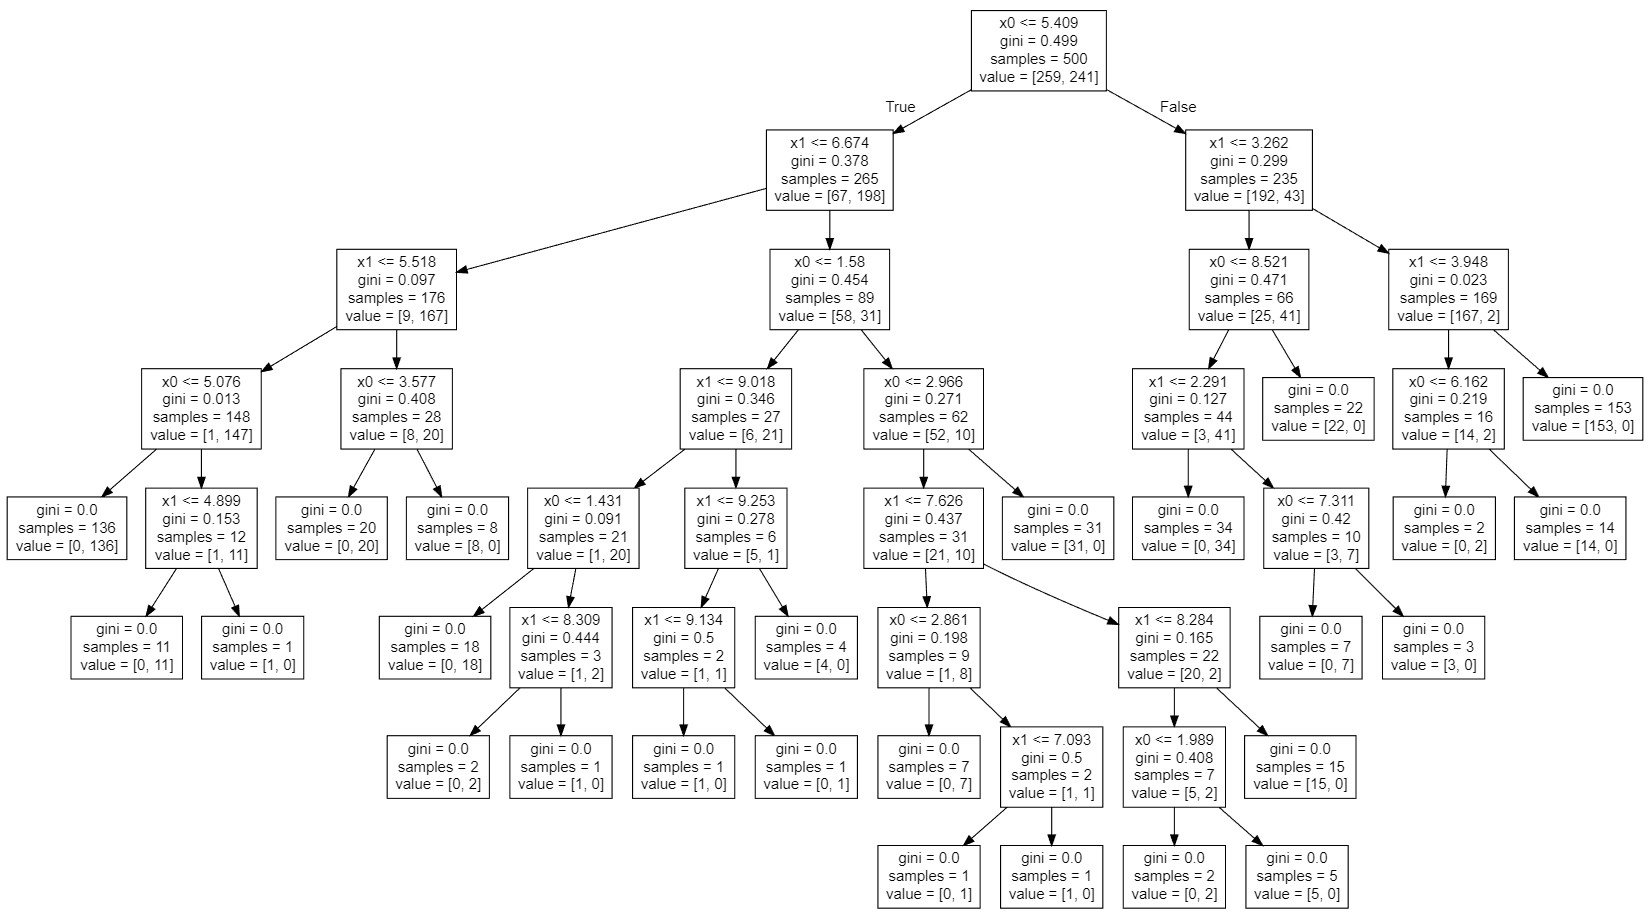 x0 <= 5.409
gini = 0.499
samples = 500
value = [259, 241]
True
False
x1 <= 6.674
gini = 0.378
samples = 265
value = [67, 198]
x1 <= 3.262
gini = 0.299
samples = 235
value = [192, 43]
x1 <= 5.518
gini = 0.097
samples = 176
value = [9, 167]
x0 <= 1.58
gini = 0.454
samples = 89
value = [58, 31]
x0 <= 8.521
gini = 0.471
samples = 66
value = [25, 41]
x1 <= 3.948
gini = 0.023
samples = 169
value = [167, 2]
x0 <= 5.076
gini = 0.013
samples = 148
value = [1, 147]
x0 <= 3.577
gini = 0.408
samples = 28
value = [8, 20]
x1 <= 9.018
gini = 0.346
samples = 27
value = [6, 21]
x0 <= 2.966
gini = 0.271
samples = 62
value = [52, 10]
x1 <= 2.291
gini = 0.127
samples = 44
value = [3, 41]
gini = 0.0
samples = 22
value = [22, 0]
x0 <= 6.162
gini = 0.219
samples = 16
value = [14, 2]
gini = 0.0
samples = 153
value = [153, 0]
gini = 0.0
samples = 136
value = [0, 136]
x1 <= 4.899
gini = 0.153
samples = 12
value = [1, 11]
gini = 0.0
samples = 20
value = [0, 20]
gini = 0.0
samples = 8
value = [8, 0]
x0 <= 1.431
gini = 0.091
samples = 21
value = [1, 20]
x1 <= 9.253
gini = 0.278
samples = 6
value = [5, 1]
x1 <= 7.626
gini = 0.437
samples = 31
value = [21, 10]
gini = 0.0
samples = 31
value = [31, 0]
gini = 0.0
samples = 34
value = [0, 34]
x0 <= 7.311
gini = 0.42
samples = 10
value = [3, 7]
gini = 0.0
samples = 2
value = [0, 2]
gini = 0.0
samples = 14
value = [14, 0]
gini = 0.0
samples = 11
value = [0, 11]
gini = 0.0
samples = 1
value = [1, 0]
gini = 0.0
samples = 18
value = [0, 18]
x1 <= 8.309
gini = 0.444
samples = 3
value = [1, 2]
x1 <= 9.134
gini = 0.5
samples = 2
value = [1, 1]
gini = 0.0
samples = 4
value = [4, 0]
x0 <= 2.861
gini = 0.198
samples = 9
value = [1, 8]
x1 <= 8.284
gini = 0.165
samples = 22
value = [20, 2]
gini = 0.0
samples = 7
value = [0, 7]
gini = 0.0
samples = 3
value = [3, 0]
gini = 0.0
samples = 2
value = [0, 2]
gini = 0.0
samples = 1
value = [1, 0]
gini = 0.0
samples = 1
value = [1, 0]
gini = 0.0
samples = 1
value = [0, 1]
gini = 0.0
samples = 7
value = [0, 7]
x1 <= 7.093
gini = 0.5
samples = 2
value = [1, 1]
x0 <= 1.989
gini = 0.408
samples = 7
value = [5, 2]
gini = 0.0
samples = 15
value = [15, 0]
gini = 0.0
samples = 1
value = [0, 1]
gini = 0.0
samples = 1
value = [1, 0]
gini = 0.0
samples = 2
value = [0, 2]
gini = 0.0
samples = 5
value = [5, 0]